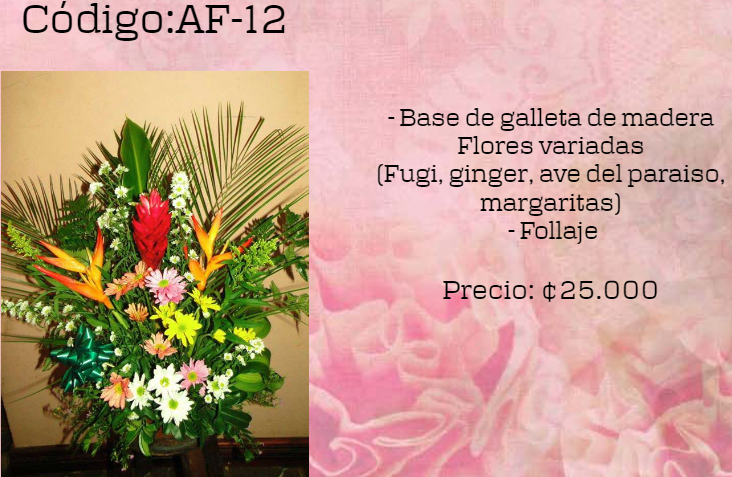 Código:AF-12
- Base de galleta de madera
Flores variadas
(Fugi, ginger, ave del paraiso,
margaritas)
- Follaje
Precio: ¢25.000